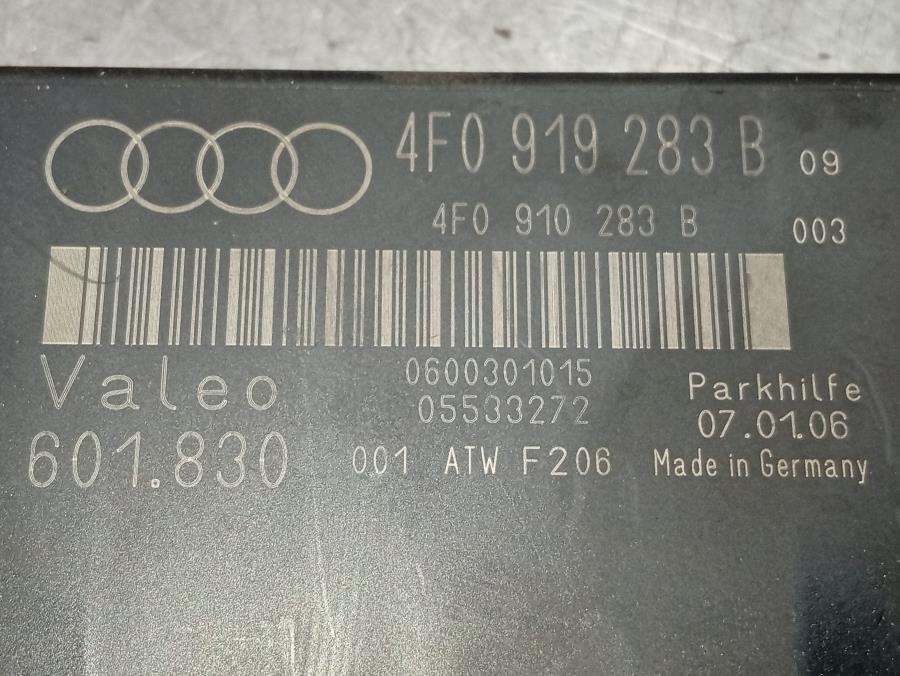 4F0 919 283 B 09
4F0 910 283 B 003
Valeo 0600301015 Parkhilfe
05533272 07.01.06
601.830 001 ATW F206 Made in Germany